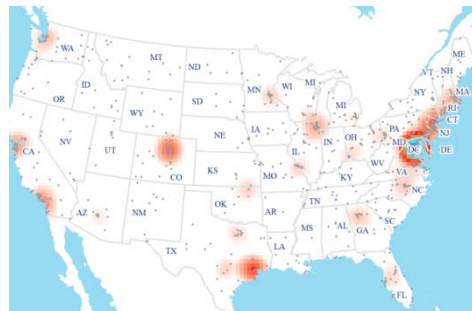 WA
MT
ND
ME
VT
NH
OR
ID
MN
WI
MI
NY
MA
SD
MI
RI
WY
CT
IA
PA
NJ
NE
NV
UT
IL
IN
OH
MD
DC
DE
CA
CO
KS
MO
WV
KY
VA
OK
TN
NC
AZ
NM
AR
SC
MS
AL
GA
TX
LA
FL